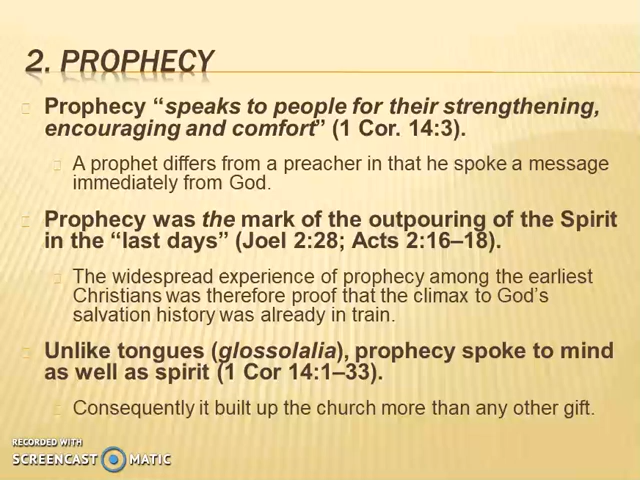 2. PROPHECY
Prophecy “speaks to people for their strengthening,
encouraging and comfort” (1 Cor. 14:3).
A prophet differs from a preacher in that he spoke a message
immediately from God.
Prophecy was the mark of the outpouring of the Spirit
in the “last days” (Joel 2:28; Acts 2:16–18).
The widespread experience of prophecy among the earliest
Christians was therefore proof that the climax to God’s
salvation history was already in train.
Unlike tongues (glossolalia), prophecy spoke to mind
as well as spirit (1 Cor 14:1–33).
Consequently it built up the church more than any other gift.
RECORDED WITH
SCREENCAST MATIC